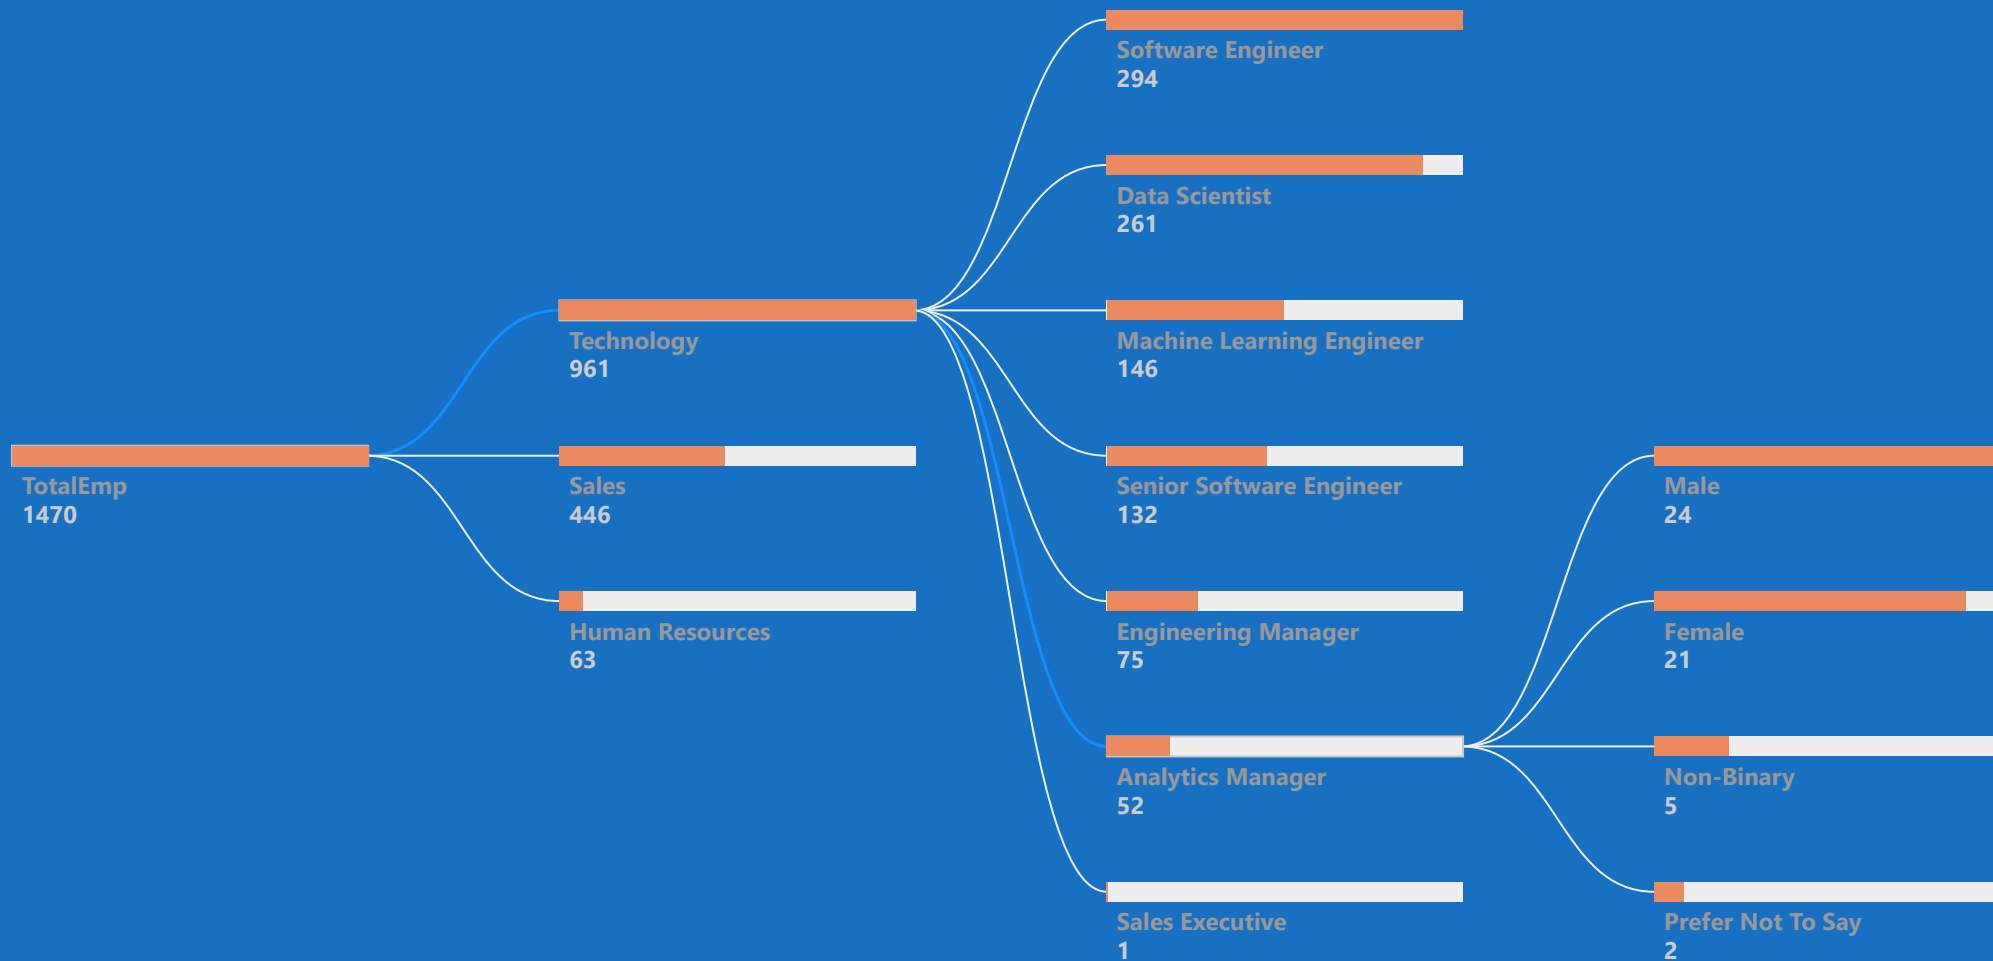 TotalEmp
1470
Technology
961
Sales
446
Human Resources
63
Software Engineer
294
Data Scientist
261
Machine Learning Engineer
146
Senior Software Engineer
132
Engineering Manager
75
Analytics Manager
52
Sales Executive
1
Male
24
Female
21
Non-Binary
5
Prefer Not To Say
2